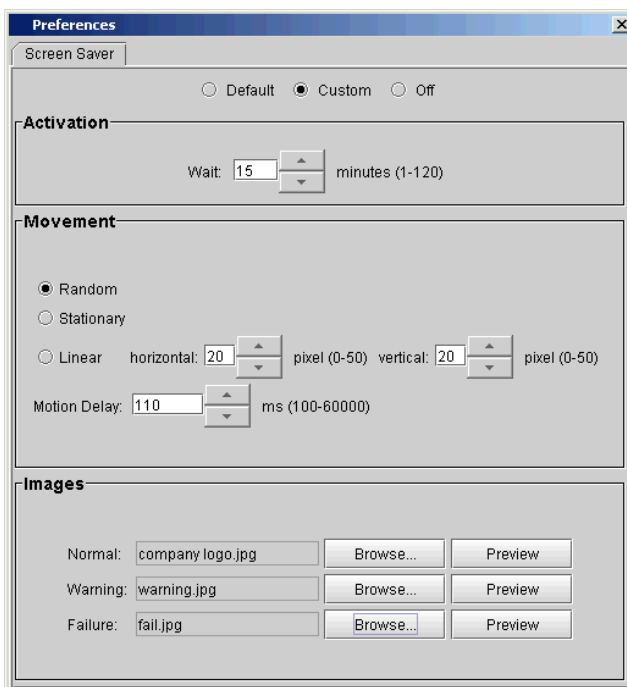 Preferences
Screen Saver
Default Custom Off
Activation
Wait: 15 minutes (1-120)
Movement
Random
Stationary
Linear horizontal: 20 pixel (0-50) vertical: 20 pixel (0-50)
Motion Delay: 110 ms (100-60000)
Images
Normal: company logo.jpg Browse... Preview
Warning: warning.jpg Browse... Preview
Failure: fail.jpg Browse... Preview